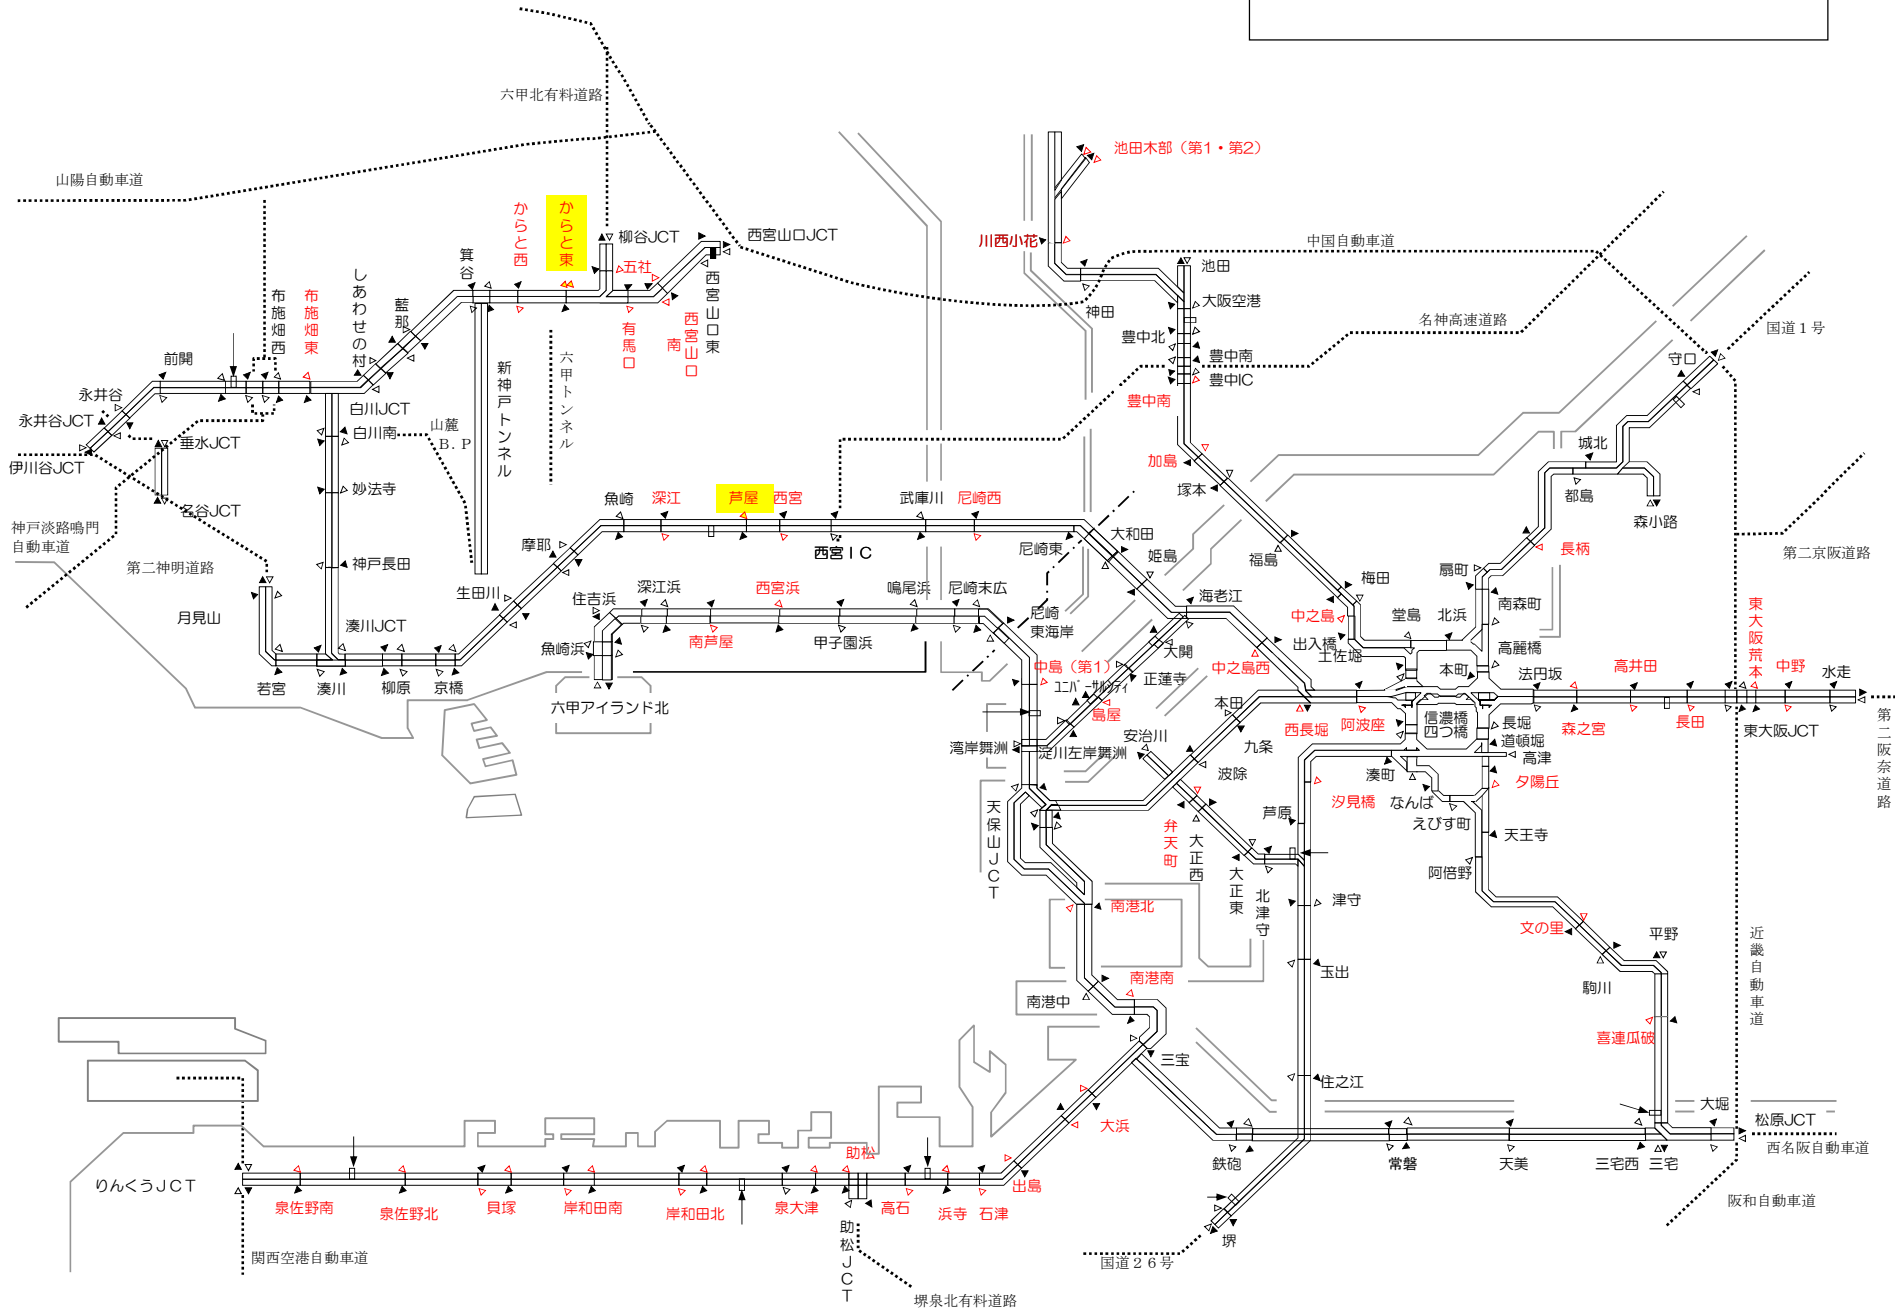 六甲北有料道路
山陽自動車道
池田木部（第1・第2）
からと西
からと東
柳谷JCT
西宮山口JCT
川西小花
中国自動車道
箕谷
五社
池田
しあわせの村
藍那
布施畑西
布施畑東
西宮山口東
大阪空港
神田
名神高速道路
国道１号
有馬口
西宮山口南
豊中北
前開
六甲トンネル
新神戸トンネル
豊中南
守口
豊中IC
永井谷
豊中南
白川JCT
永井谷JCT
白川南
山麓
Ｂ．Ｐ
垂水JCT
城北
伊川谷JCT
加島
妙法寺
塚本
都島
魚崎
深江
芦屋
西宮
武庫川
尼崎西
名谷JCT
森小路
神戸淡路鳴門
自動車道
摩耶
西宮ＩＣ
尼崎東
大和田
姫島
長柄
第二京阪道路
神戸長田
第二神明道路
福島
扇町
梅田
生田川
住吉浜
深江浜
西宮浜
鳴尾浜
尼崎末広
海老江
南森町
東大阪荒本
月見山
湊川JCT
南芦屋
甲子園浜
尼崎
東海岸
中之島
堂島
北浜
出入橋
高麗橋
魚崎浜
大開
土佐堀
若宮
湊川
柳原
京橋
中島（第1）
正蓮寺
中之島西
本町
法円坂
高井田
中野
水走
ユニバーサルシティ
六甲アイランド北
島屋
本田
西長堀
阿波座
信濃橋
四つ橋
長堀
森之宮
長田
東大阪JCT
第二阪奈道路
湾岸舞洲
淀川左岸舞洲
安治川
九条
道頓堀
高津
波除
湊町
夕陽丘
天保山ＪＣＴ
芦原
汐見橋
なんば
えびす町
弁天町
大正西
天王寺
大正東
阿倍野
北津守
津守
南港北
文の里
平野
近畿自動車道
玉出
南港中
南港南
駒川
喜連瓜破
三宝
住之江
大浜
大堀
松原JCT
助松
鉄砲
常磐
天美
三宅西
三宅
西名阪自動車道
りんくうＪＣＴ
出島
泉佐野南
泉佐野北
貝塚
岸和田南
岸和田北
泉大津
高石
浜寺
石津
阪和自動車道
助松ＪＣＴ
堺
関西空港自動車道
国道２６号
堺泉北有料道路